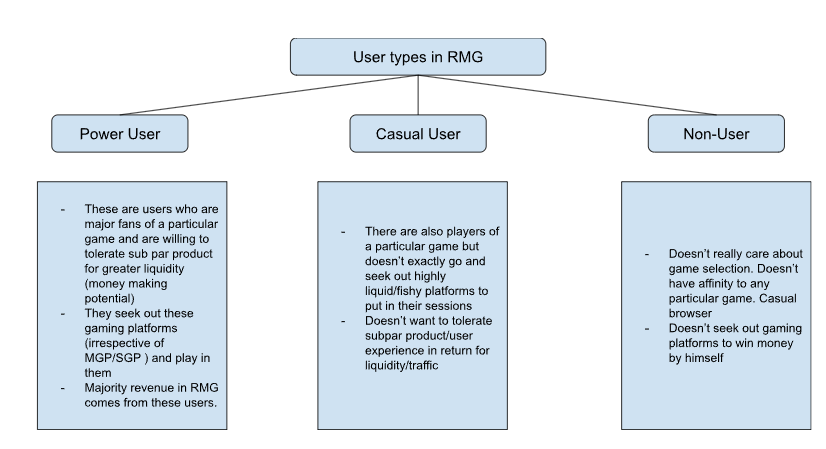 User types in RMG
Power User
Casual User
Non-User
- These are users who are
major fans of a particular
game and are willing to
tolerate sub par product
for greater liquidity
(money making
potential)
- They seek out these
gaming platforms
(irrespective of
MGP/SGP ) and play in
them
- Majority revenue in RMG
comes from these users.
- There are also players of
a particular game but
doesn't exactly go and
seek out highly
liquid/fishy platforms to
put in their sessions
- Doesn't want to tolerate
subpar product/user
experience in return for
liquidity/traffic
- Doesn't really care about
game selection. Doesn't
have affinity to any
particular game. Casual
browser
- Doesn't seek out gaming
platforms to win money
by himself